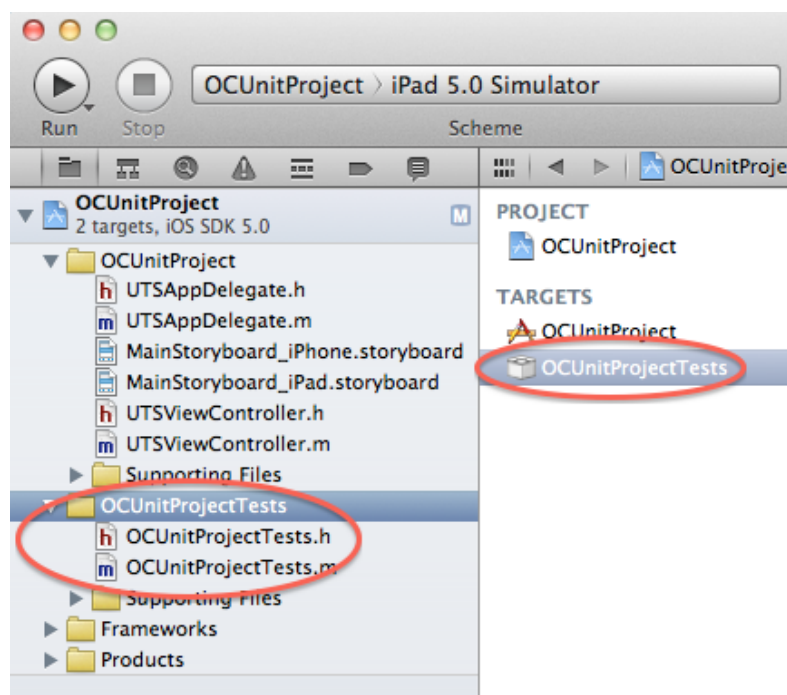 OCUnitProject > iPad 5.0 Simulator
Run Stop Scheme
OCUnitProje
OCUnitProject
2 targets, iOS SDK 5.0
M
OCUnitProject
h UTSAppDelegate.h
m UTSAppDelegate.m
MainStoryboard_iPhone.storyboard
MainStoryboard_iPad.storyboard
h UTSViewController.h
m UTSViewController.m
Supporting Files
OCUnitProjectTests
h OCUnitProjectTests.h
m OCUnitProjectTests.m
Supporting Files
Frameworks
Products
PROJECT
OCUnitProject
TARGETS
OCUnitProject
OCUnitProjectTests